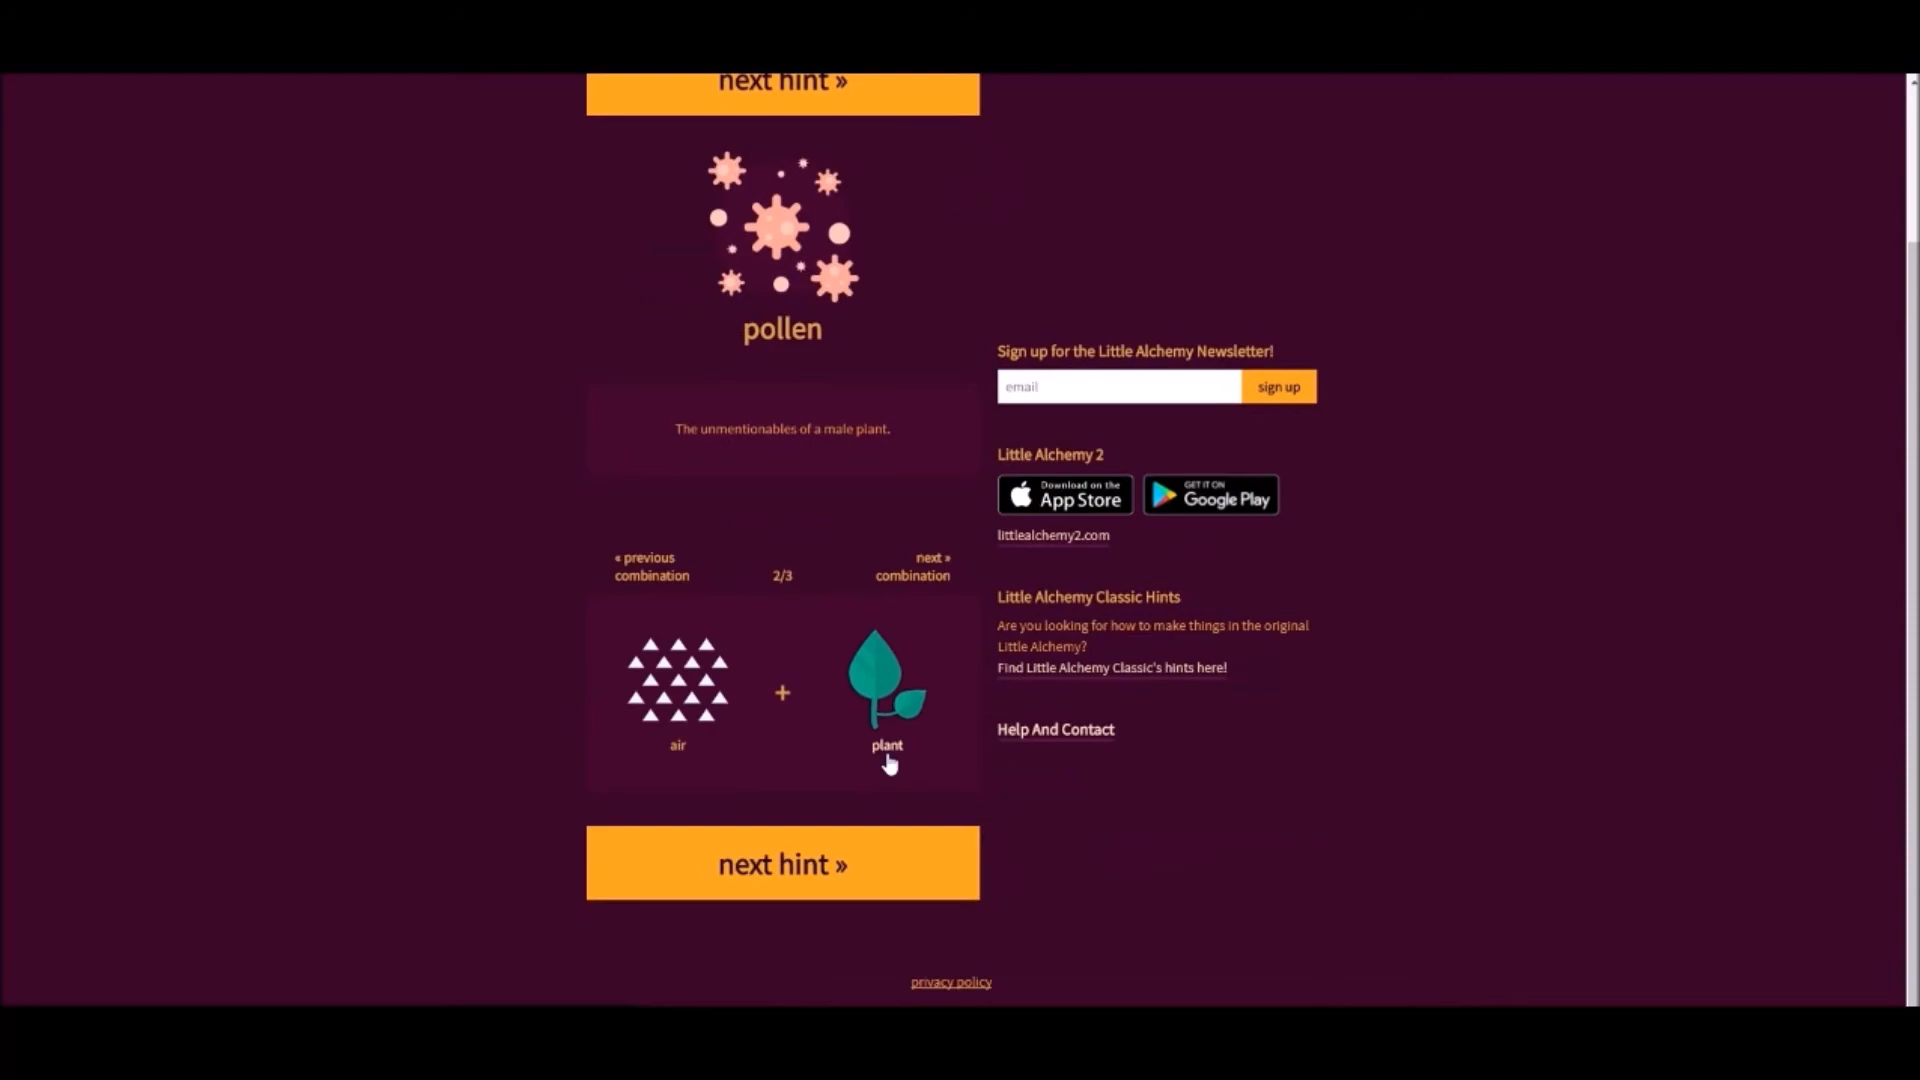 next hint »
pollen
The unmentionables of a male plant.
« previous
combination
2/3
next »
combination
air
+
plant
next hint »
Sign up for the Little Alchemy Newsletter!
email
sign up
Little Alchemy 2
Download on the
App Store
GET IT ON
Google Play
littlealchemy2.com
Little Alchemy Classic Hints
Are you looking for how to make things in the original
Little Alchemy?
Find Little Alchemy Classic's hints here!
Help And Contact
privacy policy